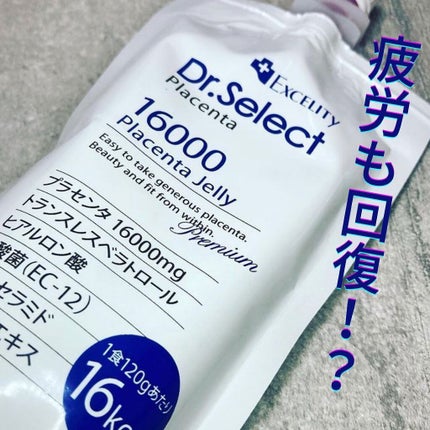 EXCELITY
Dr.Select
Placenta
16000
Placenta Jelly
Easy to take generous placenta.
Beauty and fit from within.
Premium
プラセンタ 16000mg
トランスレスベラトロール
ヒアルロン酸
酸菌(EC-12)
セラミド
エキス
1食120gあたり
16kc
疲労も回復!?